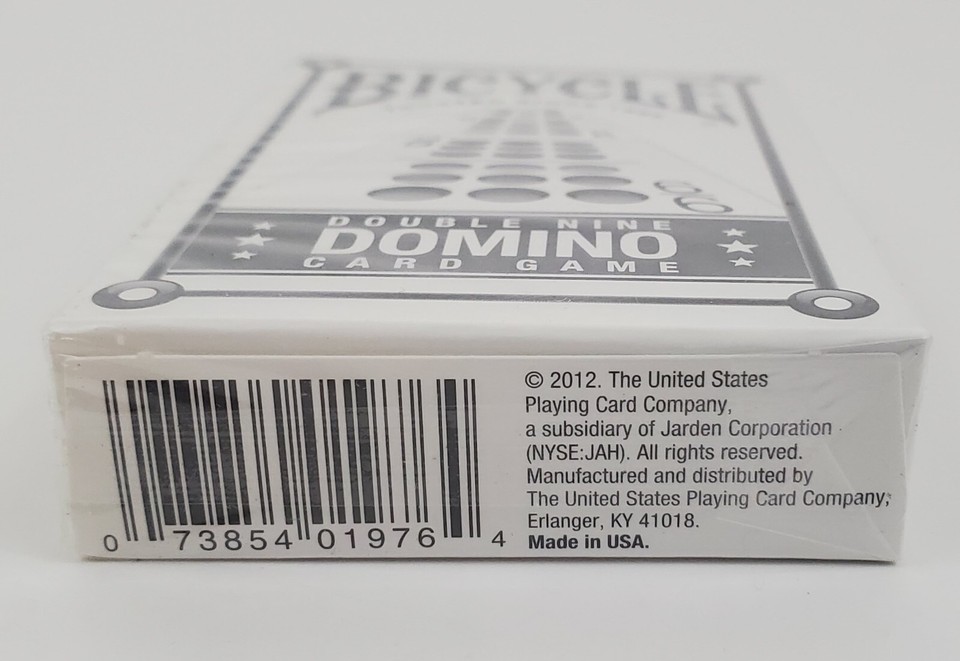 BICYCLE
DOUBLE NINE
DOMINO
CARD GAME
© 2012. The United States
Playing Card Company,
a subsidiary of Jarden Corporation
(NYSE:JAH). All rights reserved.
Manufactured and distributed by
The United States Playing Card Company,
Erlanger, KY 41018.
Made in USA.
0 73854 01976 4